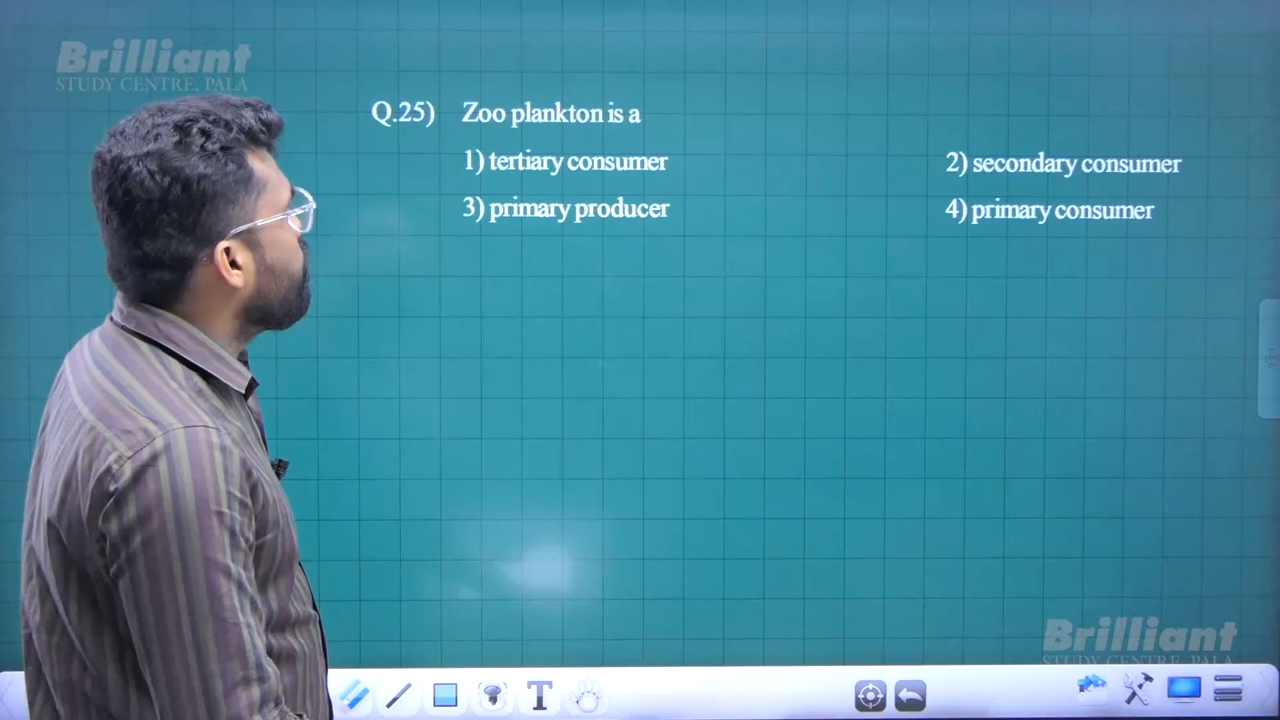 Brilliant
STUDY CENTRE, PALA
Q.25) Zoo plankton is a
1) tertiary consumer 2) secondary consumer
3) primary producer 4) primary consumer
Brilliant
STUDY CENTRE, PALA
T